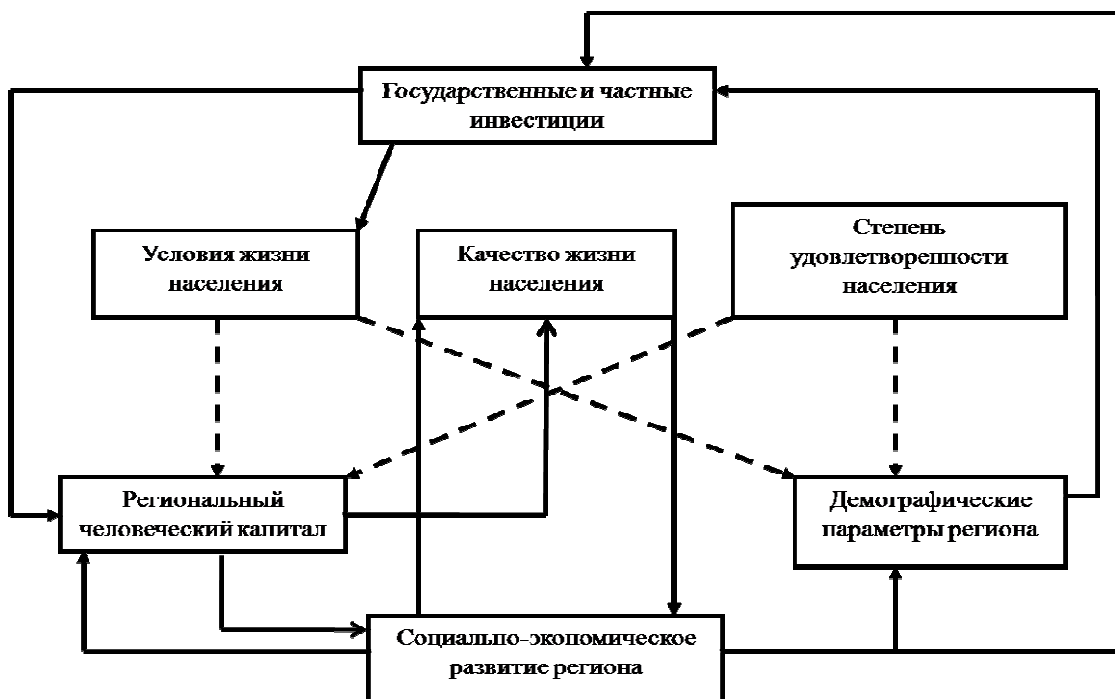 Государственные и частные
инвестиции
Условия жизни
населения
Качество жизни
населения
Степень
удовлетворенности
населения
Региональный
человеческий капитал
Демографические
параметры региона
Социально-экономическое
развитие региона